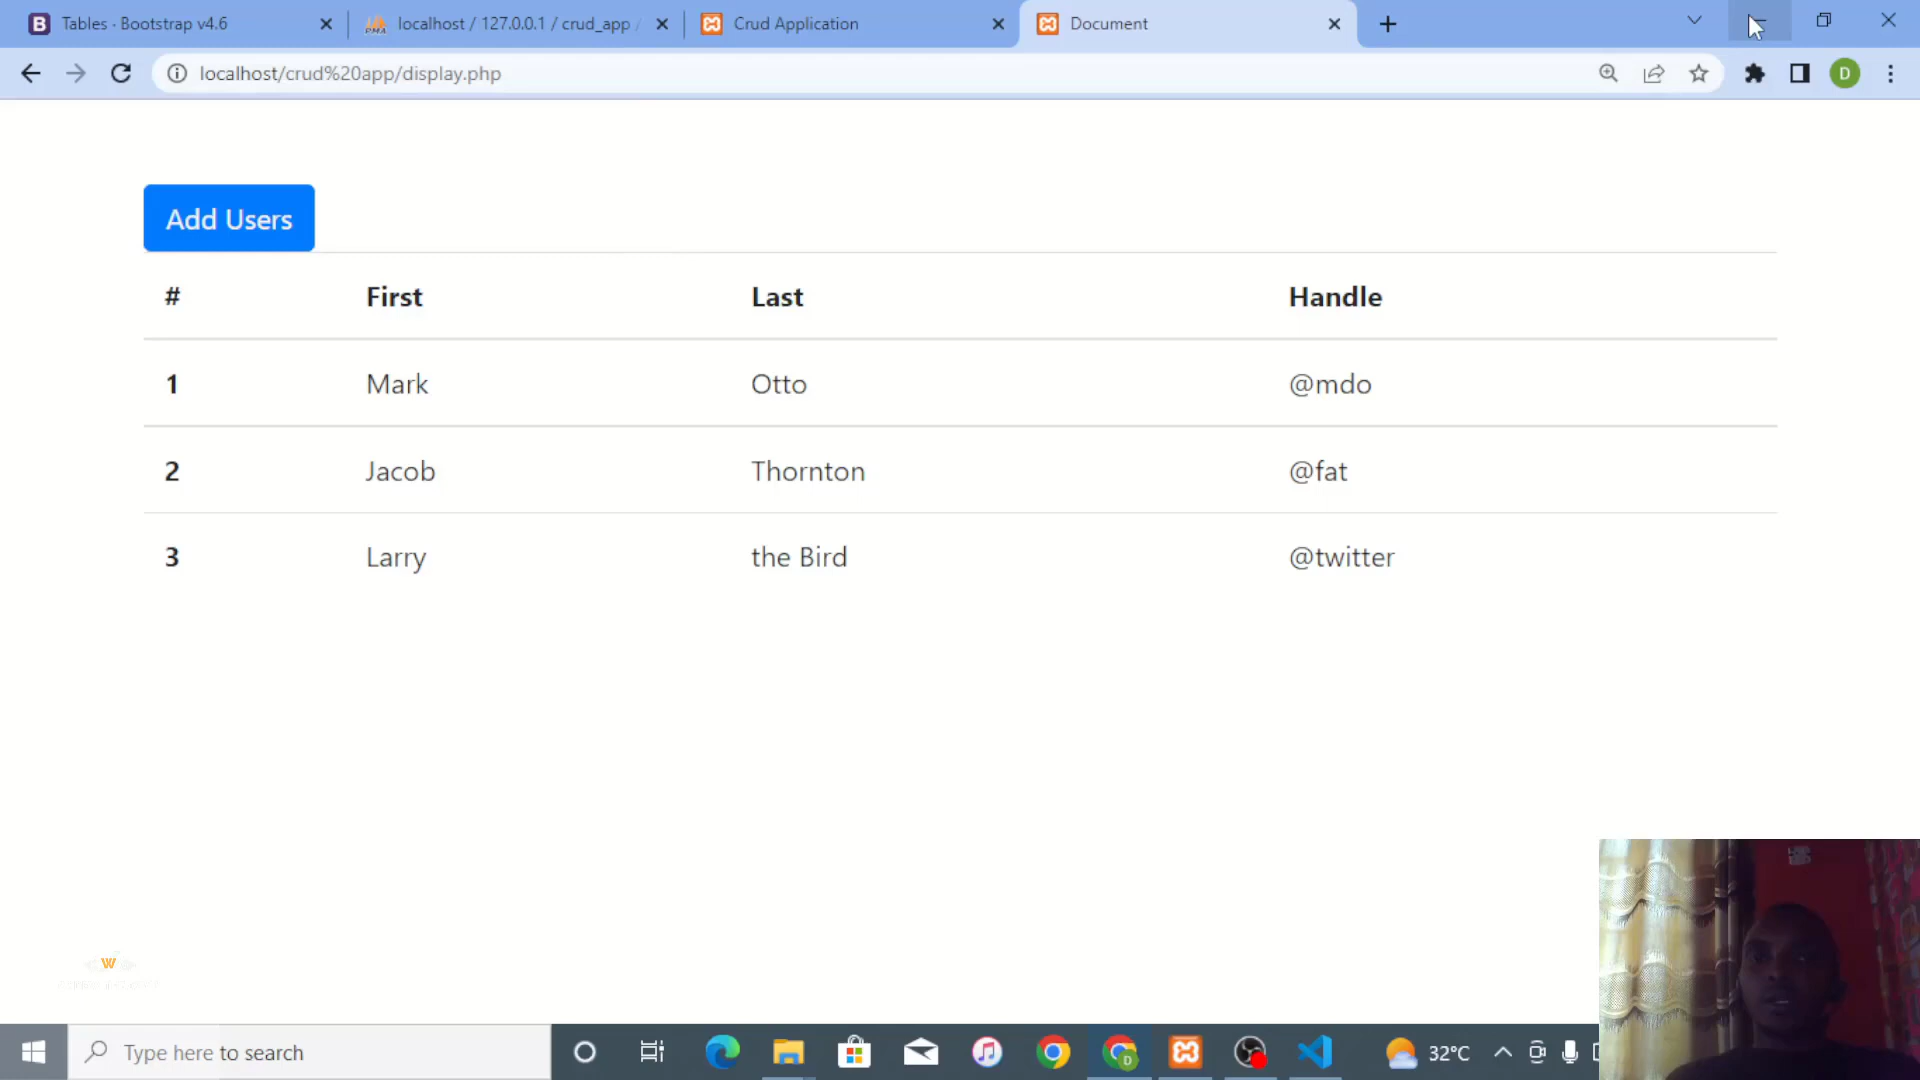 Tables - Bootstrap v4.6
localhost / 127.0.0.1 / crud_app /
Crud Application
Document
localhost/crud%20app/display.php
D
Add Users
# First Last Handle
1 Mark Otto @mdo
2 Jacob Thornton @fat
3 Larry the Bird @twitter
W
Type here to search
32°C